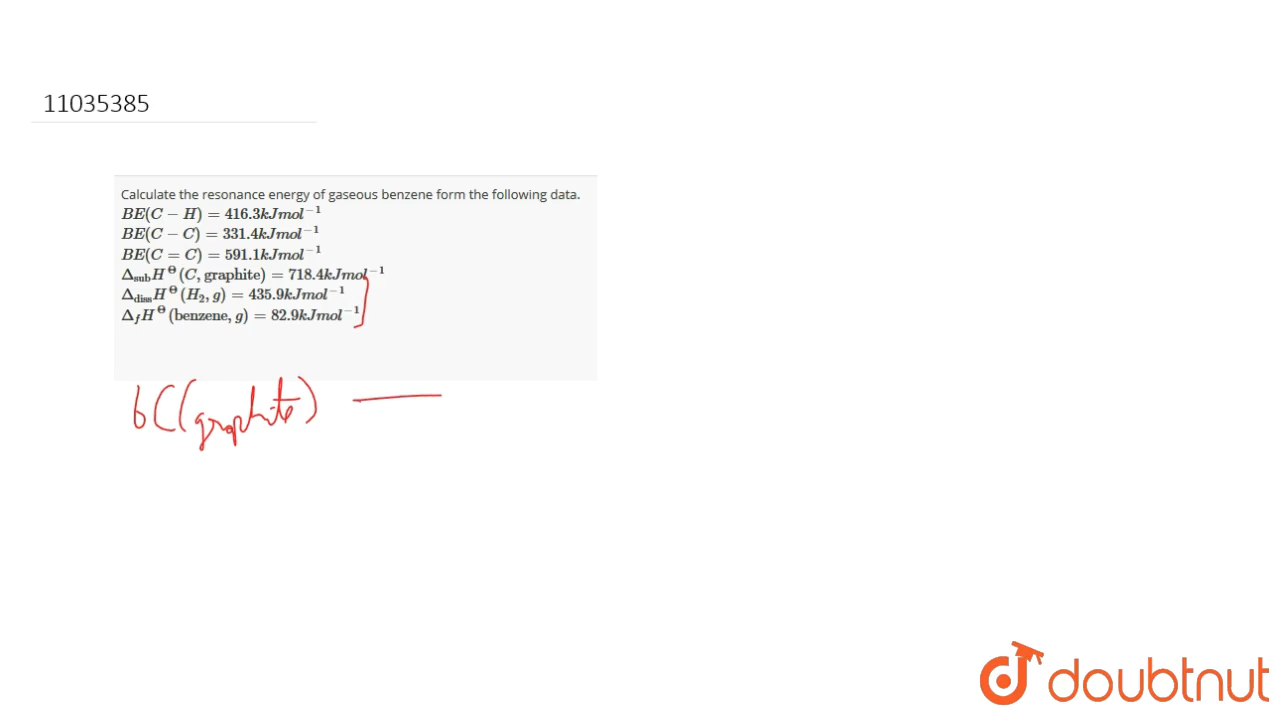 11035385
Calculate the resonance energy of gaseous benzene form the following data.
BE(C − H) = 416.3kJmol⁻¹
BE(C − C) = 331.4kJmol⁻¹
BE(C = C) = 591.1kJmol⁻¹
Δ_sub H^Θ (C, graphite) = 718.4kJmol⁻¹
Δ_diss H^Θ (H₂, g) = 435.9kJmol⁻¹
Δ_f H^Θ (benzene, g) = 82.9kJmol⁻¹
6C(graphite) —
doubtnut